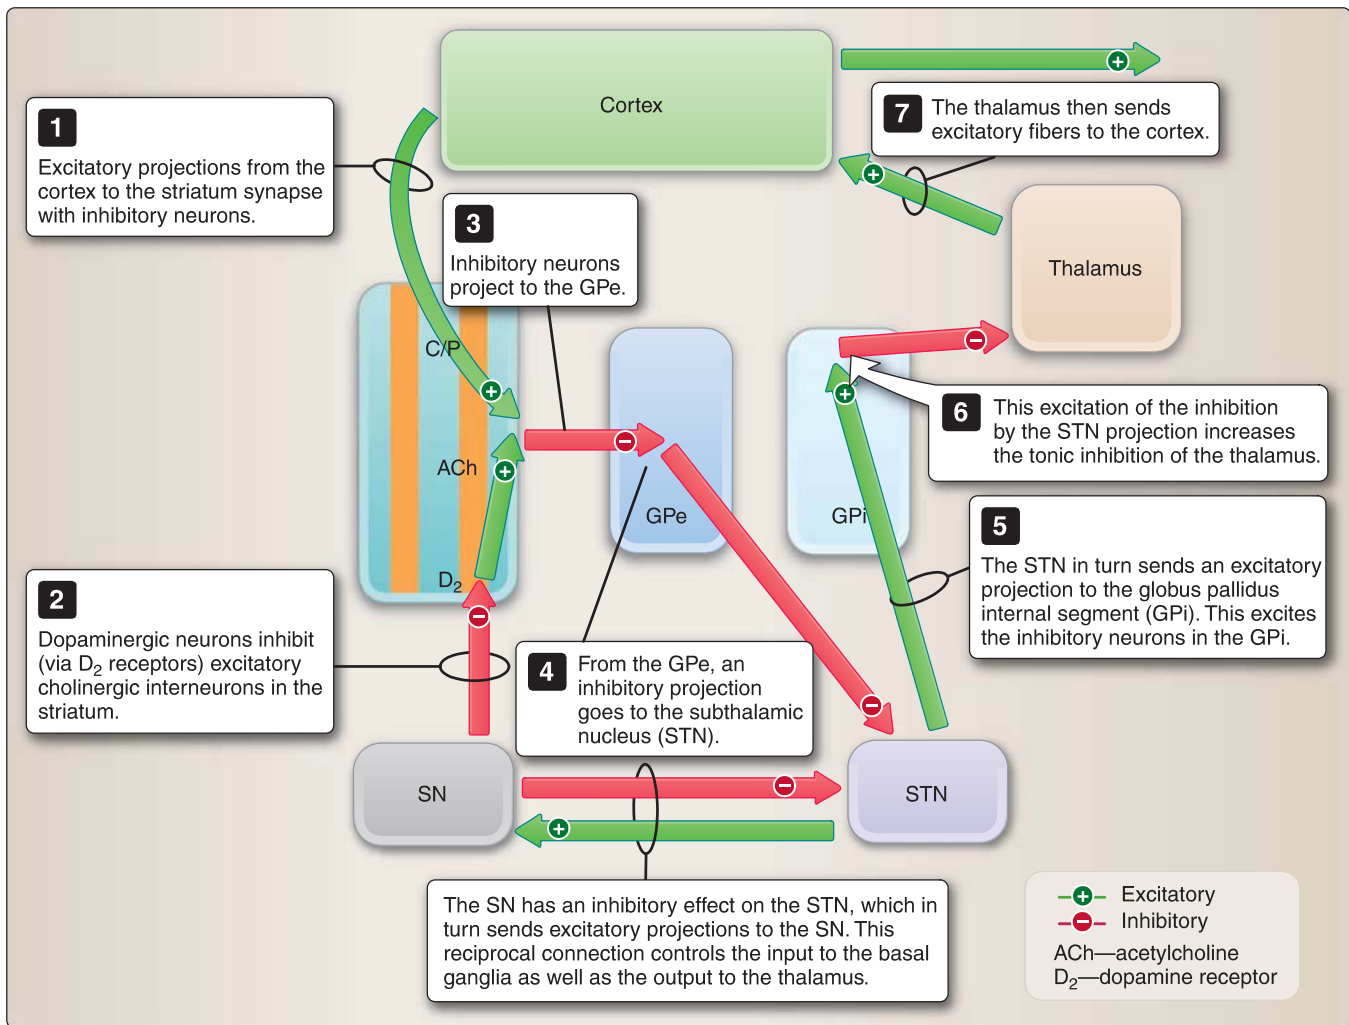 Cortex
1
Excitatory projections from the
cortex to the striatum synapse
with inhibitory neurons.
7
The thalamus then sends
excitatory fibers to the cortex.
3
Inhibitory neurons
project to the GPe.
Thalamus
C/P
ACh
D2
GPe
GPi
6
This excitation of the inhibition
by the STN projection increases
the tonic inhibition of the thalamus.
5
The STN in turn sends an excitatory
projection to the globus pallidus
internal segment (GPi). This excites
the inhibitory neurons in the GPi.
2
Dopaminergic neurons inhibit
(via D2 receptors) excitatory
cholinergic interneurons in the
striatum.
4
From the GPe, an
inhibitory projection
goes to the subthalamic
nucleus (STN).
SN
STN
The SN has an inhibitory effect on the STN, which in
turn sends excitatory projections to the SN. This
reciprocal connection controls the input to the basal
ganglia as well as the output to the thalamus.
Excitatory
Inhibitory
ACh—acetylcholine
D2—dopamine receptor